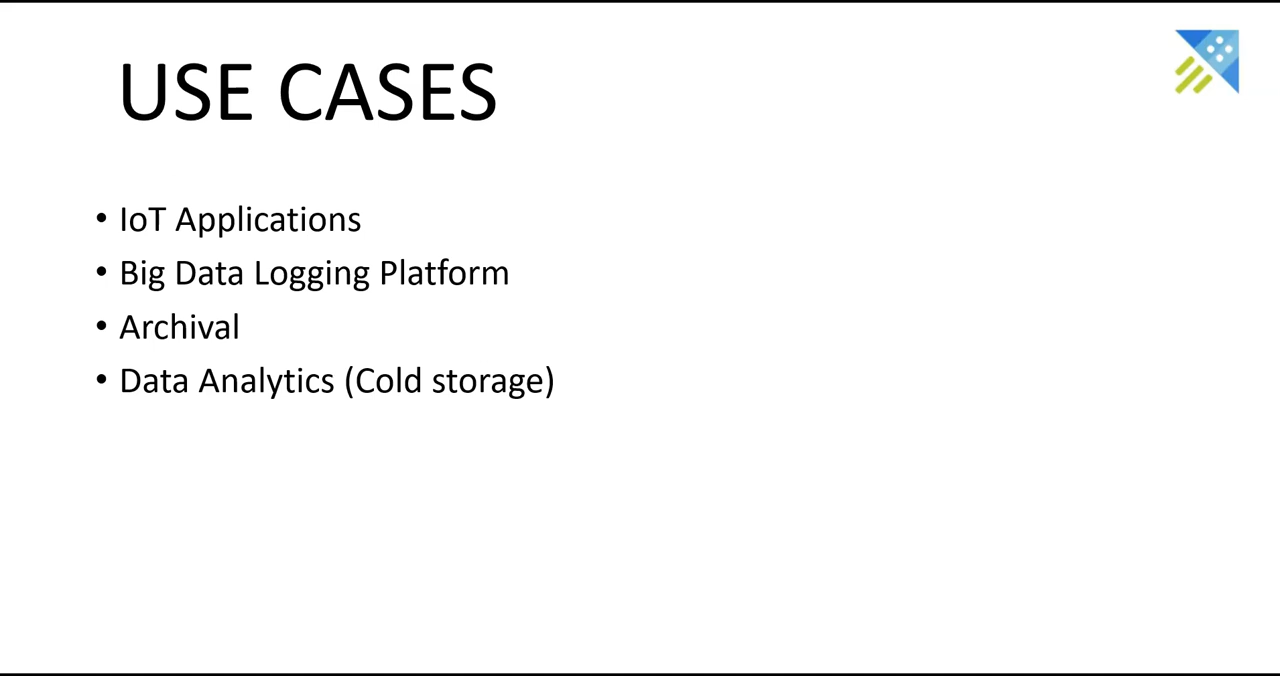 USE CASES
• IoT Applications
• Big Data Logging Platform
• Archival
• Data Analytics (Cold storage)